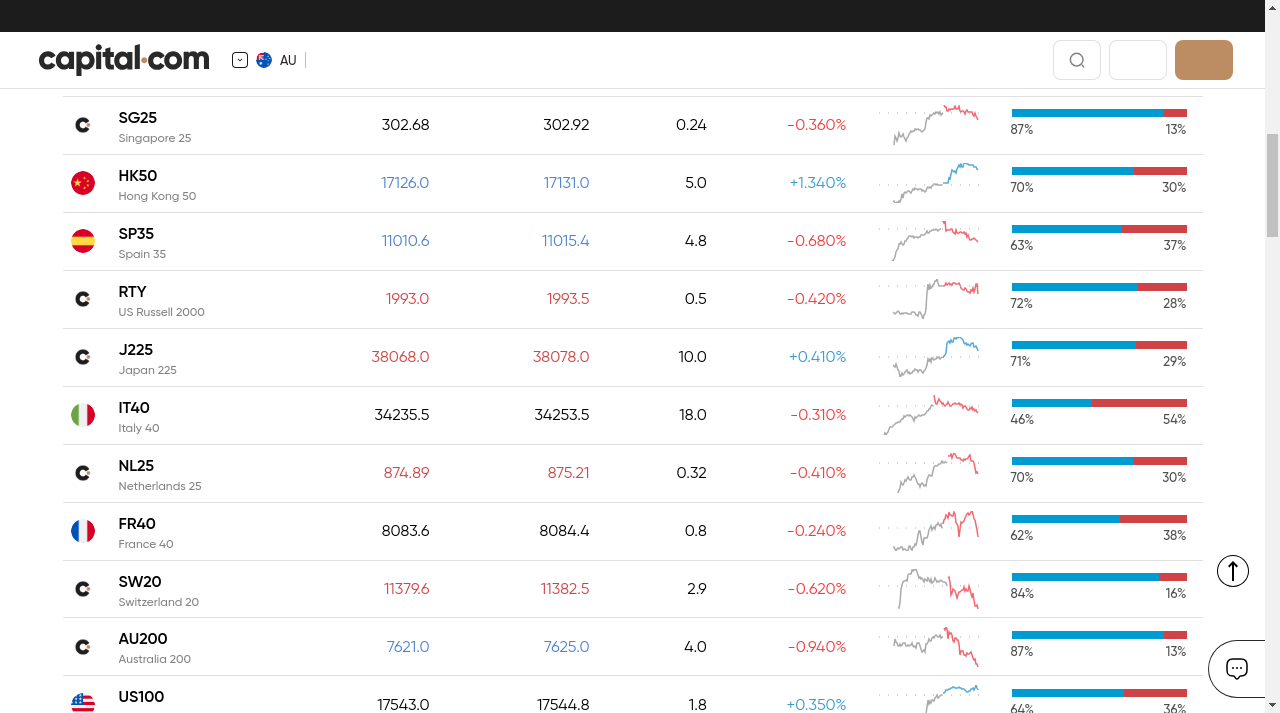 capital.com
AU
SG25 302.68 302.92 0.24 -0.360% 87% 13%
Singapore 25
HK50 17126.0 17131.0 5.0 +1.340% 70% 30%
Hong Kong 50
SP35 11010.6 11015.4 4.8 -0.680% 63% 37%
Spain 35
RTY 1993.0 1993.5 0.5 -0.420% 72% 28%
US Russell 2000
J225 38068.0 38078.0 10.0 +0.410% 71% 29%
Japan 225
IT40 34235.5 34253.5 18.0 -0.310% 46% 54%
Italy 40
NL25 874.89 875.21 0.32 -0.410% 70% 30%
Netherlands 25
FR40 8083.6 8084.4 0.8 -0.240% 62% 38%
France 40
SW20 11379.6 11382.5 2.9 -0.620% 84% 16%
Switzerland 20
AU200 7621.0 7625.0 4.0 -0.940% 87% 13%
Australia 200
US100 17543.0 17544.8 1.8 +0.350% 64% 36%